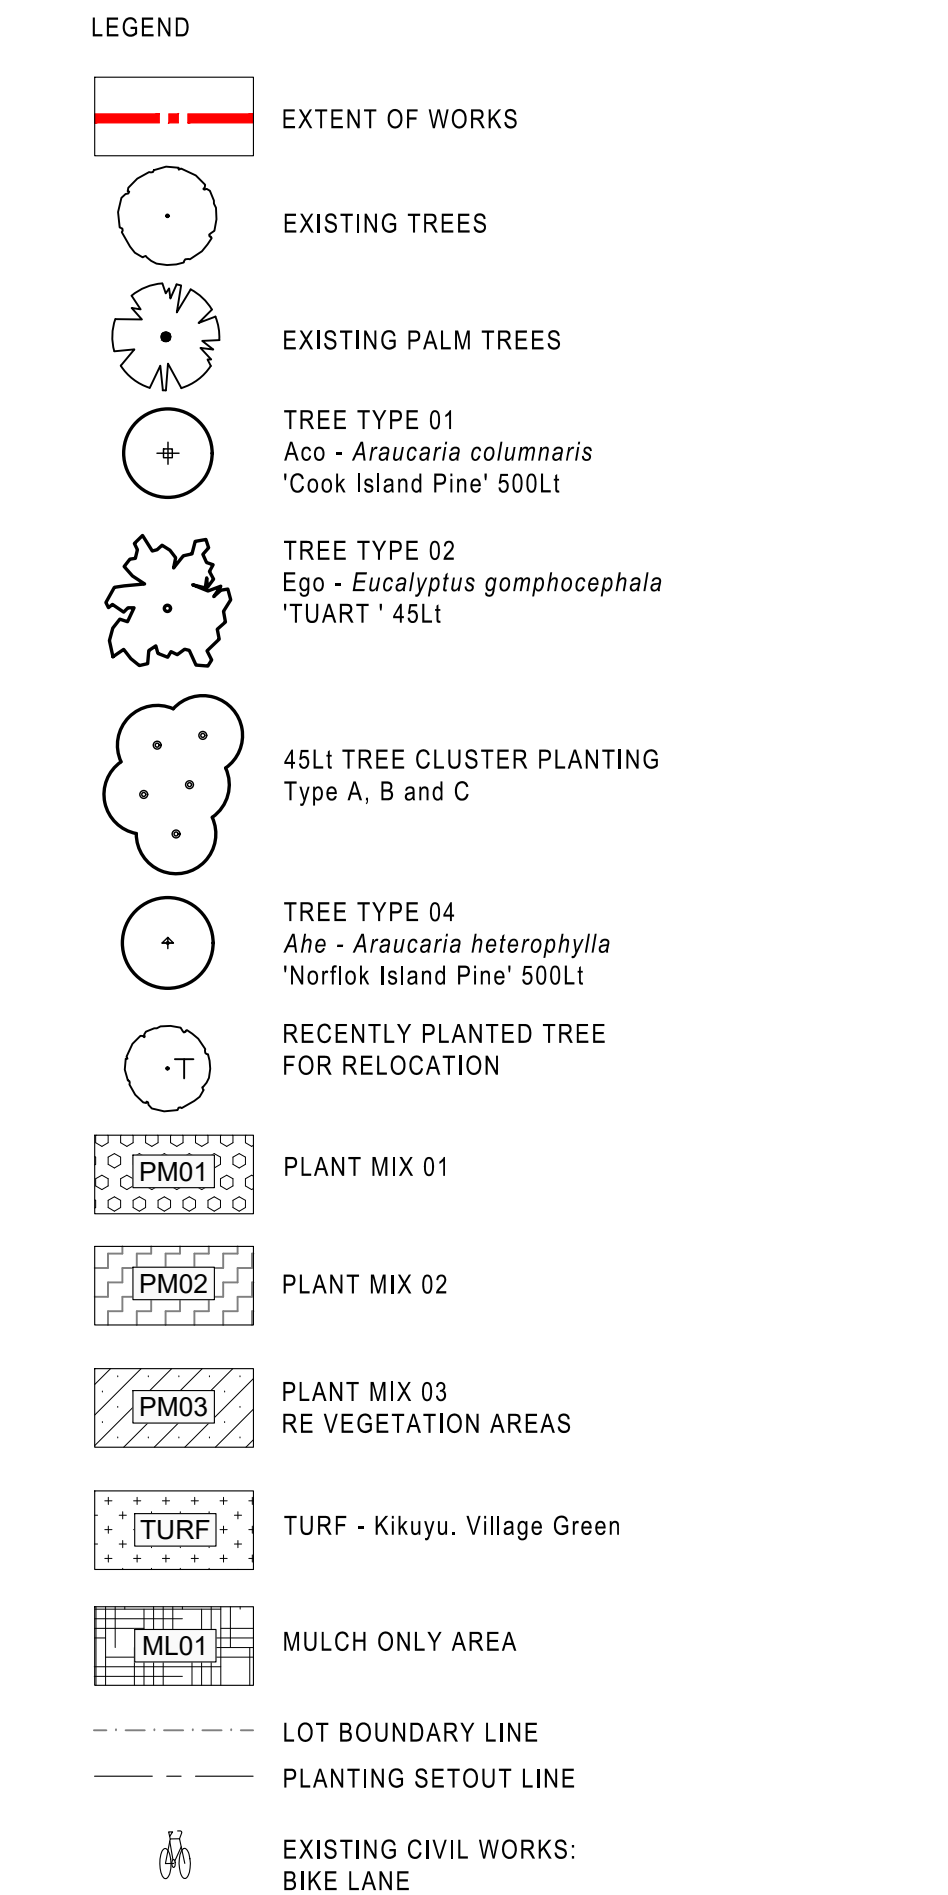 LEGEND
EXTENT OF WORKS
EXISTING TREES
EXISTING PALM TREES
TREE TYPE 01
Aco - Araucaria columnaris
'Cook Island Pine' 500Lt
TREE TYPE 02
Ego - Eucalyptus gomphocephala
'TUART ' 45Lt
45Lt TREE CLUSTER PLANTING
Type A, B and C
TREE TYPE 04
Ahe - Araucaria heterophylla
'Norflok Island Pine' 500Lt
T
RECENTLY PLANTED TREE
FOR RELOCATION
PM01
PLANT MIX 01
PM02
PLANT MIX 02
PM03
PLANT MIX 03
RE VEGETATION AREAS
TURF
TURF - Kikuyu. Village Green
ML01
MULCH ONLY AREA
LOT BOUNDARY LINE
PLANTING SETOUT LINE
EXISTING CIVIL WORKS:
BIKE LANE